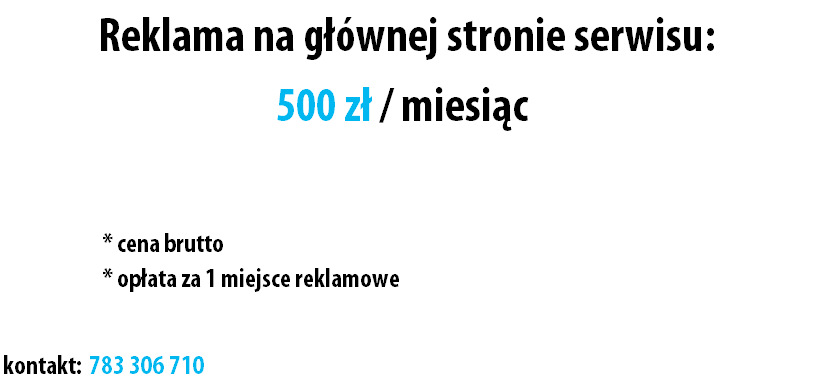 Reklama na głównej stronie serwisu:
500 zł / miesiąc
* cena brutto
* opłata za 1 miejsce reklamowe
kontakt: 783 306 710